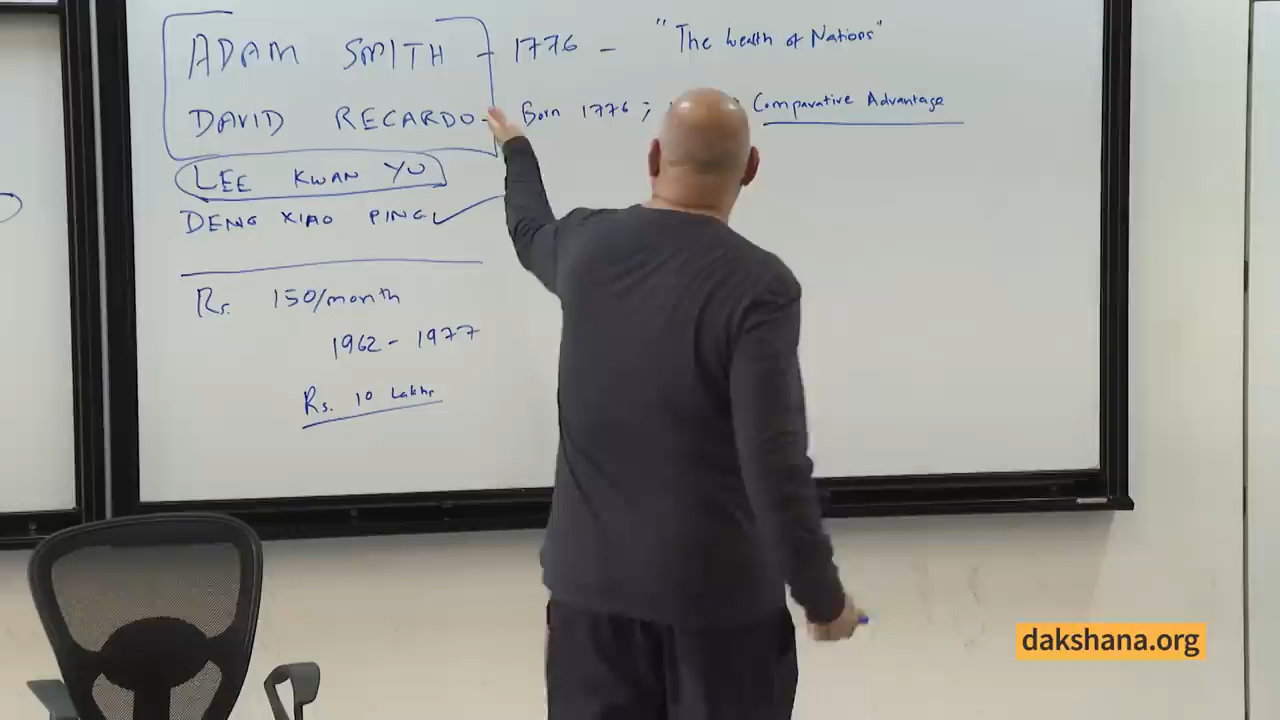 ADAM SMITH - 1776 - "The Wealth of Nations"
DAVID RECARDO - Born 1776; Comparative Advantage
LEE KWAN YU
DENG XIAO PING
Rs. 150/month
1962 - 1977
Rs. 10 Lakhs
dakshana.org